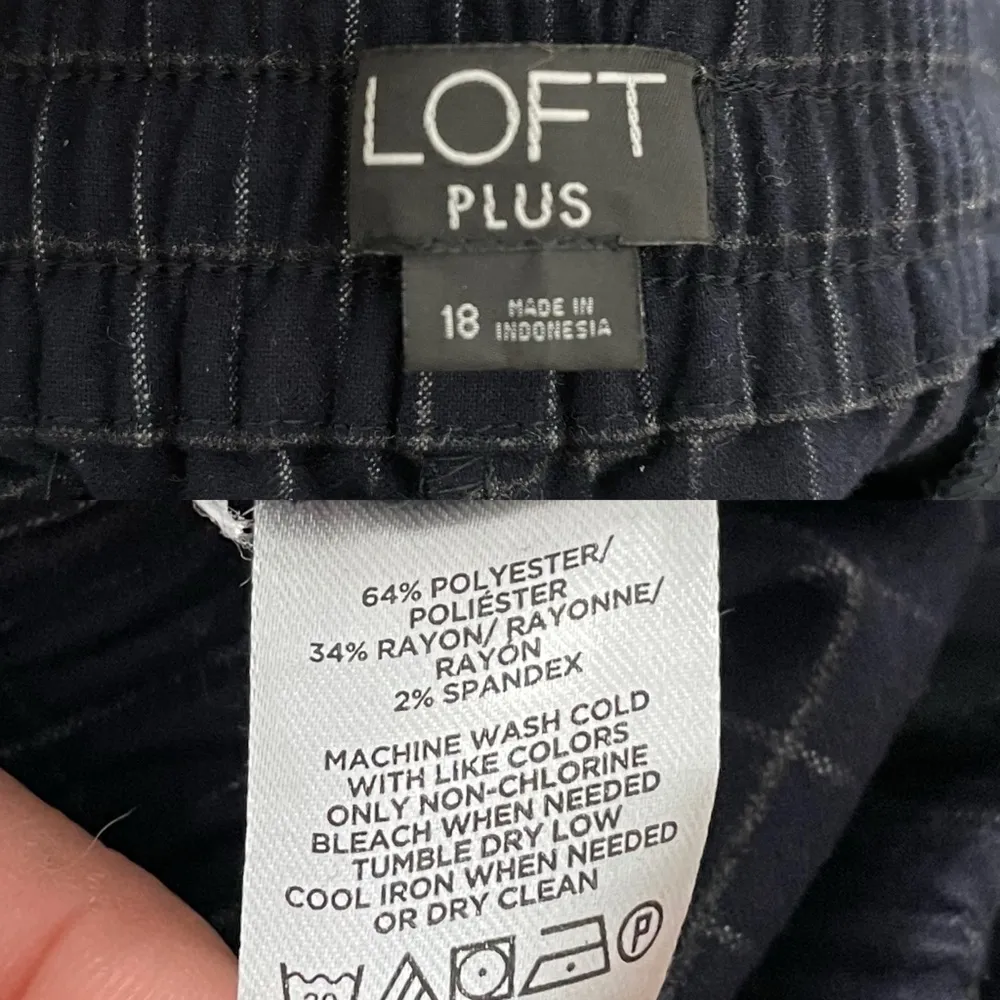 LOFT
PLUS
18 MADE IN
INDONESIA
64% POLYESTER/
POLIÉSTER
34% RAYON/ RAYONNE/
RAYÓN
2% SPANDEX
MACHINE WASH COLD
WITH LIKE COLORS
ONLY NON-CHLORINE
BLEACH WHEN NEEDED
TUMBLE DRY LOW
COOL IRON WHEN NEEDED
OR DRY CLEAN
30 P